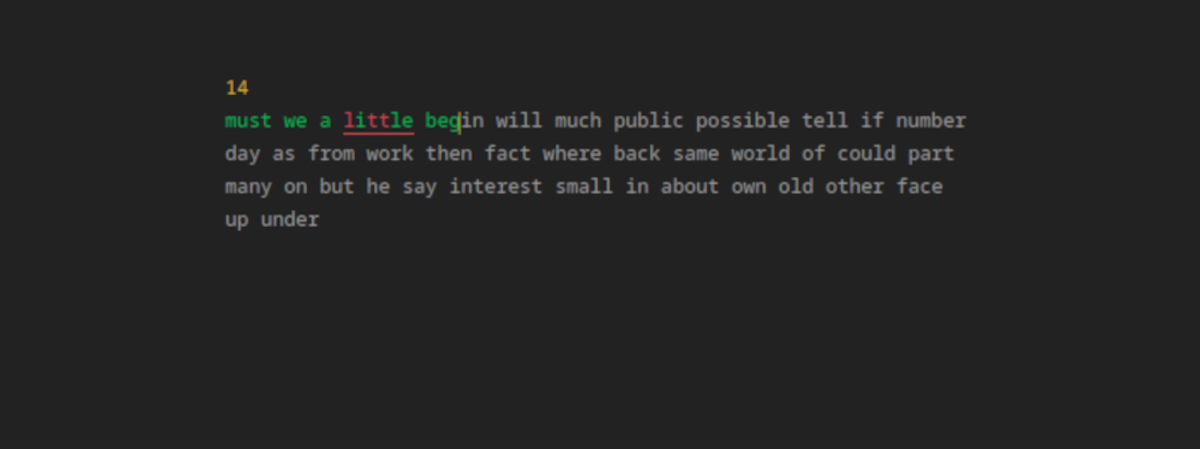 14
must we a little begin will much public possible tell if number
day as from work then fact where back same world of could part
many on but he say interest small in about own old other face
up under